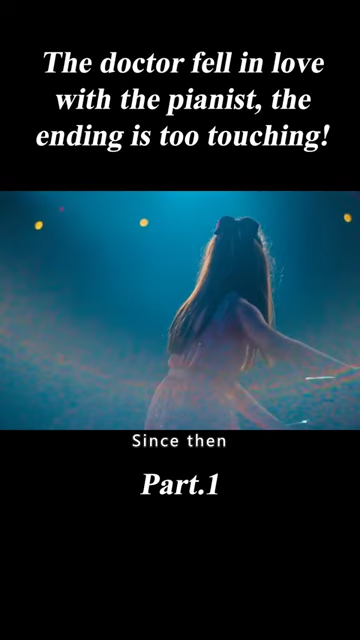 The doctor fell in love
with the pianist, the
ending is too touching!
Since then
Part.1